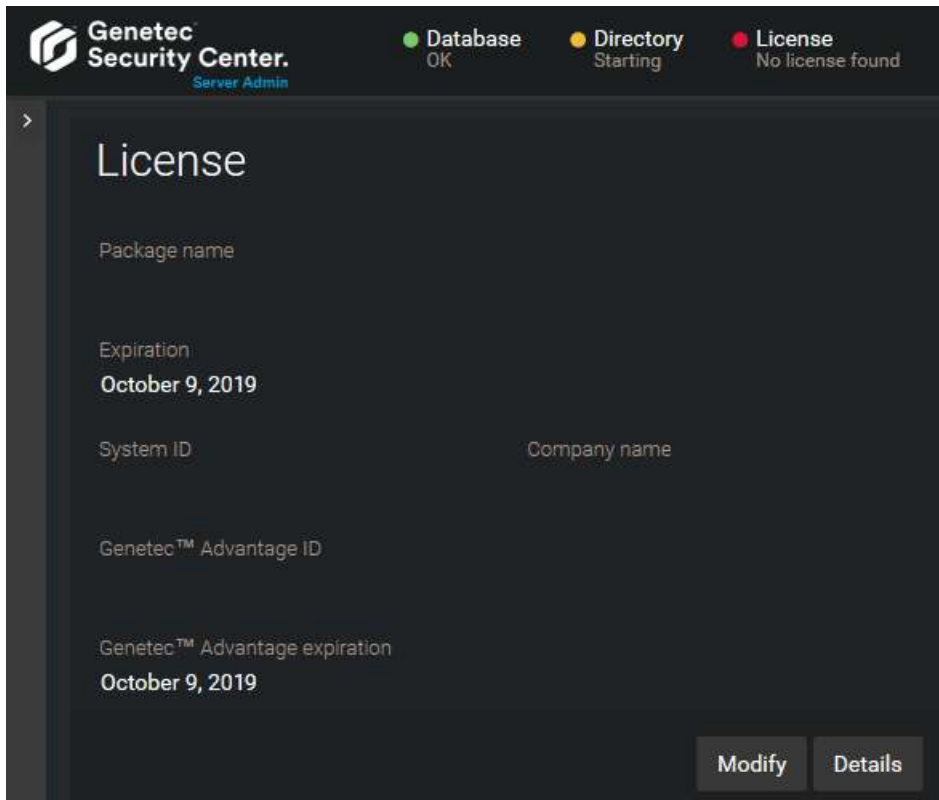 Genetec
Security Center.
Server Admin
Database
OK
Directory
Starting
License
No license found
License
Package name
Expiration
October 9, 2019
System ID
Company name
Genetec™ Advantage ID
Genetec™ Advantage expiration
October 9, 2019
Modify
Details